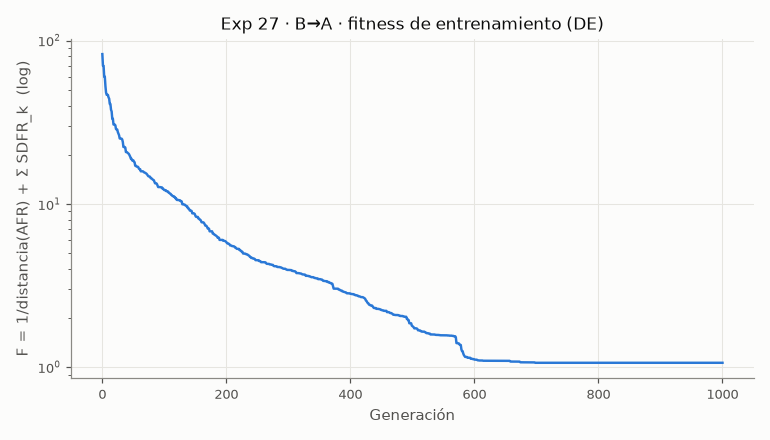 Exp 27 · B→A · fitness de entrenamiento (DE)
F = 1/distancia(AFR) + Σ SDFR_k (log)
10²
10¹
10⁰
0 200 400 600 800 1000
Generación